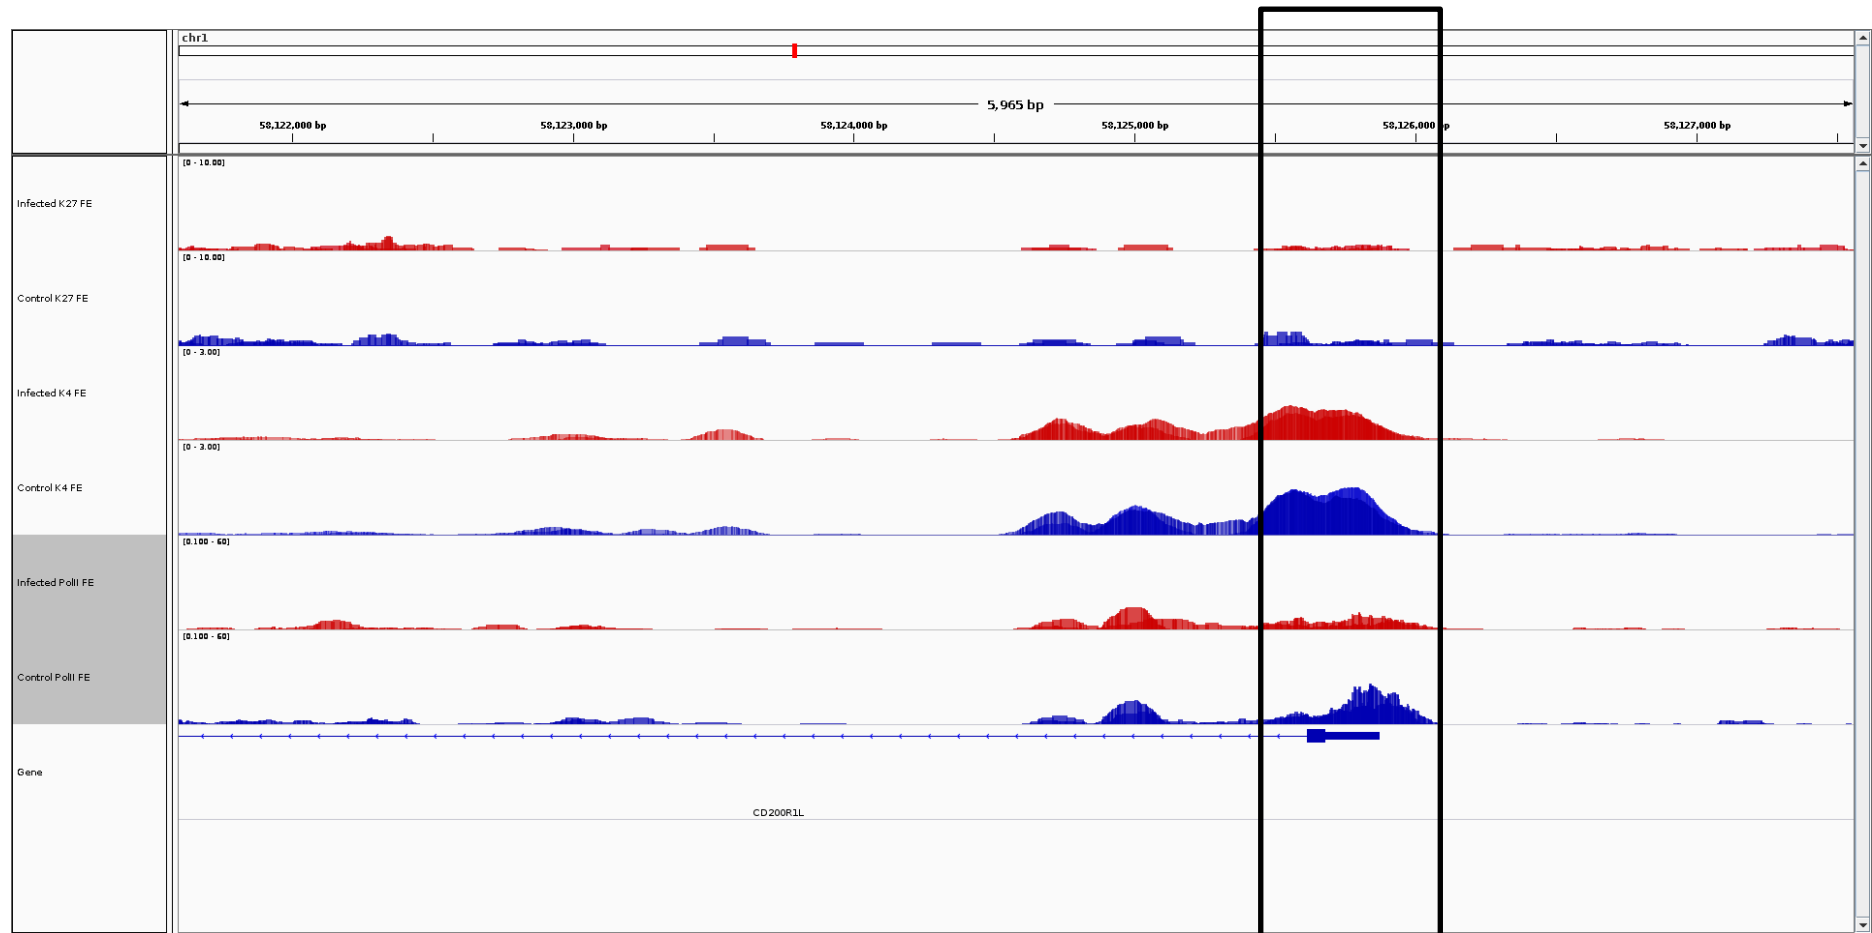 chr1
5,965 bp
58,122,000 bp 58,123,000 bp 58,124,000 bp 58,125,000 bp 58,126,000 bp 58,127,000 bp
[0 - 10.00]
Infected K27 FE
[0 - 10.00]
Control K27 FE
[0 - 3.00]
Infected K4 FE
[0 - 3.00]
Control K4 FE
[0.100 - 60]
Infected PolII FE
[0.100 - 60]
Control PolII FE
Gene
CD200R1L